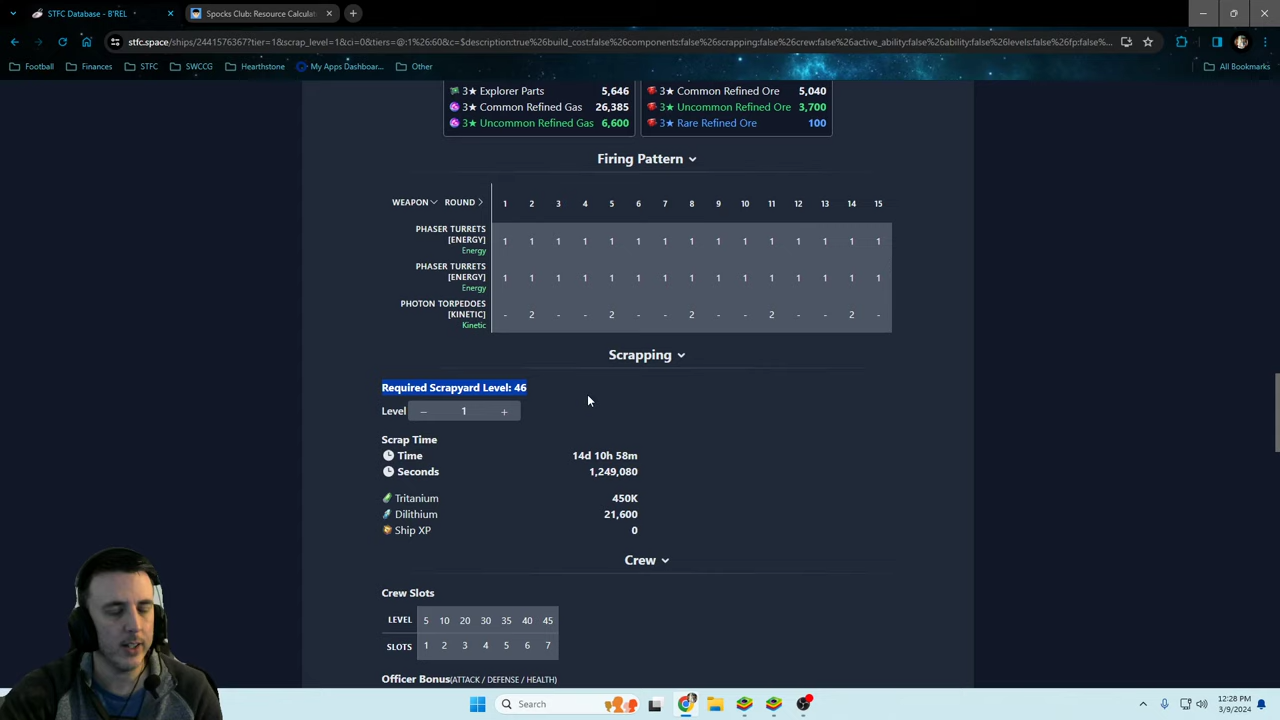 STFC Database - B'REL
Spocks Club: Resource Calculat
stfc.space/ships/2441576367?tier=1&scrap_level=1&ci=0&tiers=@:1%26:60&c=$description:true%26build_cost:false%26components:false%26scrapping:false%26crew:false%26active_ability:false%26ability:false%26levels:false%26fp:false%...
Football Finances STFC SWCCG Hearthstone My Apps Dashboar... Other All Bookmarks
3★ Explorer Parts 5,646 3★ Common Refined Ore 5,040
3★ Common Refined Gas 26,385 3★ Uncommon Refined Ore 3,700
3★ Uncommon Refined Gas 6,600 3★ Rare Refined Ore 100
Firing Pattern
WEAPON ROUND 1 2 3 4 5 6 7 8 9 10 11 12 13 14 15
PHASER TURRETS
[ENERGY] 1 1 1 1 1 1 1 1 1 1 1 1 1 1 1
Energy
PHASER TURRETS
[ENERGY] 1 1 1 1 1 1 1 1 1 1 1 1 1 1 1
Energy
PHOTON TORPEDOES
[KINETIC] - 2 - - 2 - - 2 - - 2 - - 2 -
Kinetic
Scrapping
Required Scrapyard Level: 46
Level − 1 +
Scrap Time
Time 14d 10h 58m
Seconds 1,249,080
Tritanium 450K
Dilithium 21,600
Ship XP 0
Crew
Crew Slots
LEVEL 5 10 20 30 35 40 45
SLOTS 1 2 3 4 5 6 7
Officer Bonus(ATTACK / DEFENSE / HEALTH)
Search
12:28 PM
3/9/2024